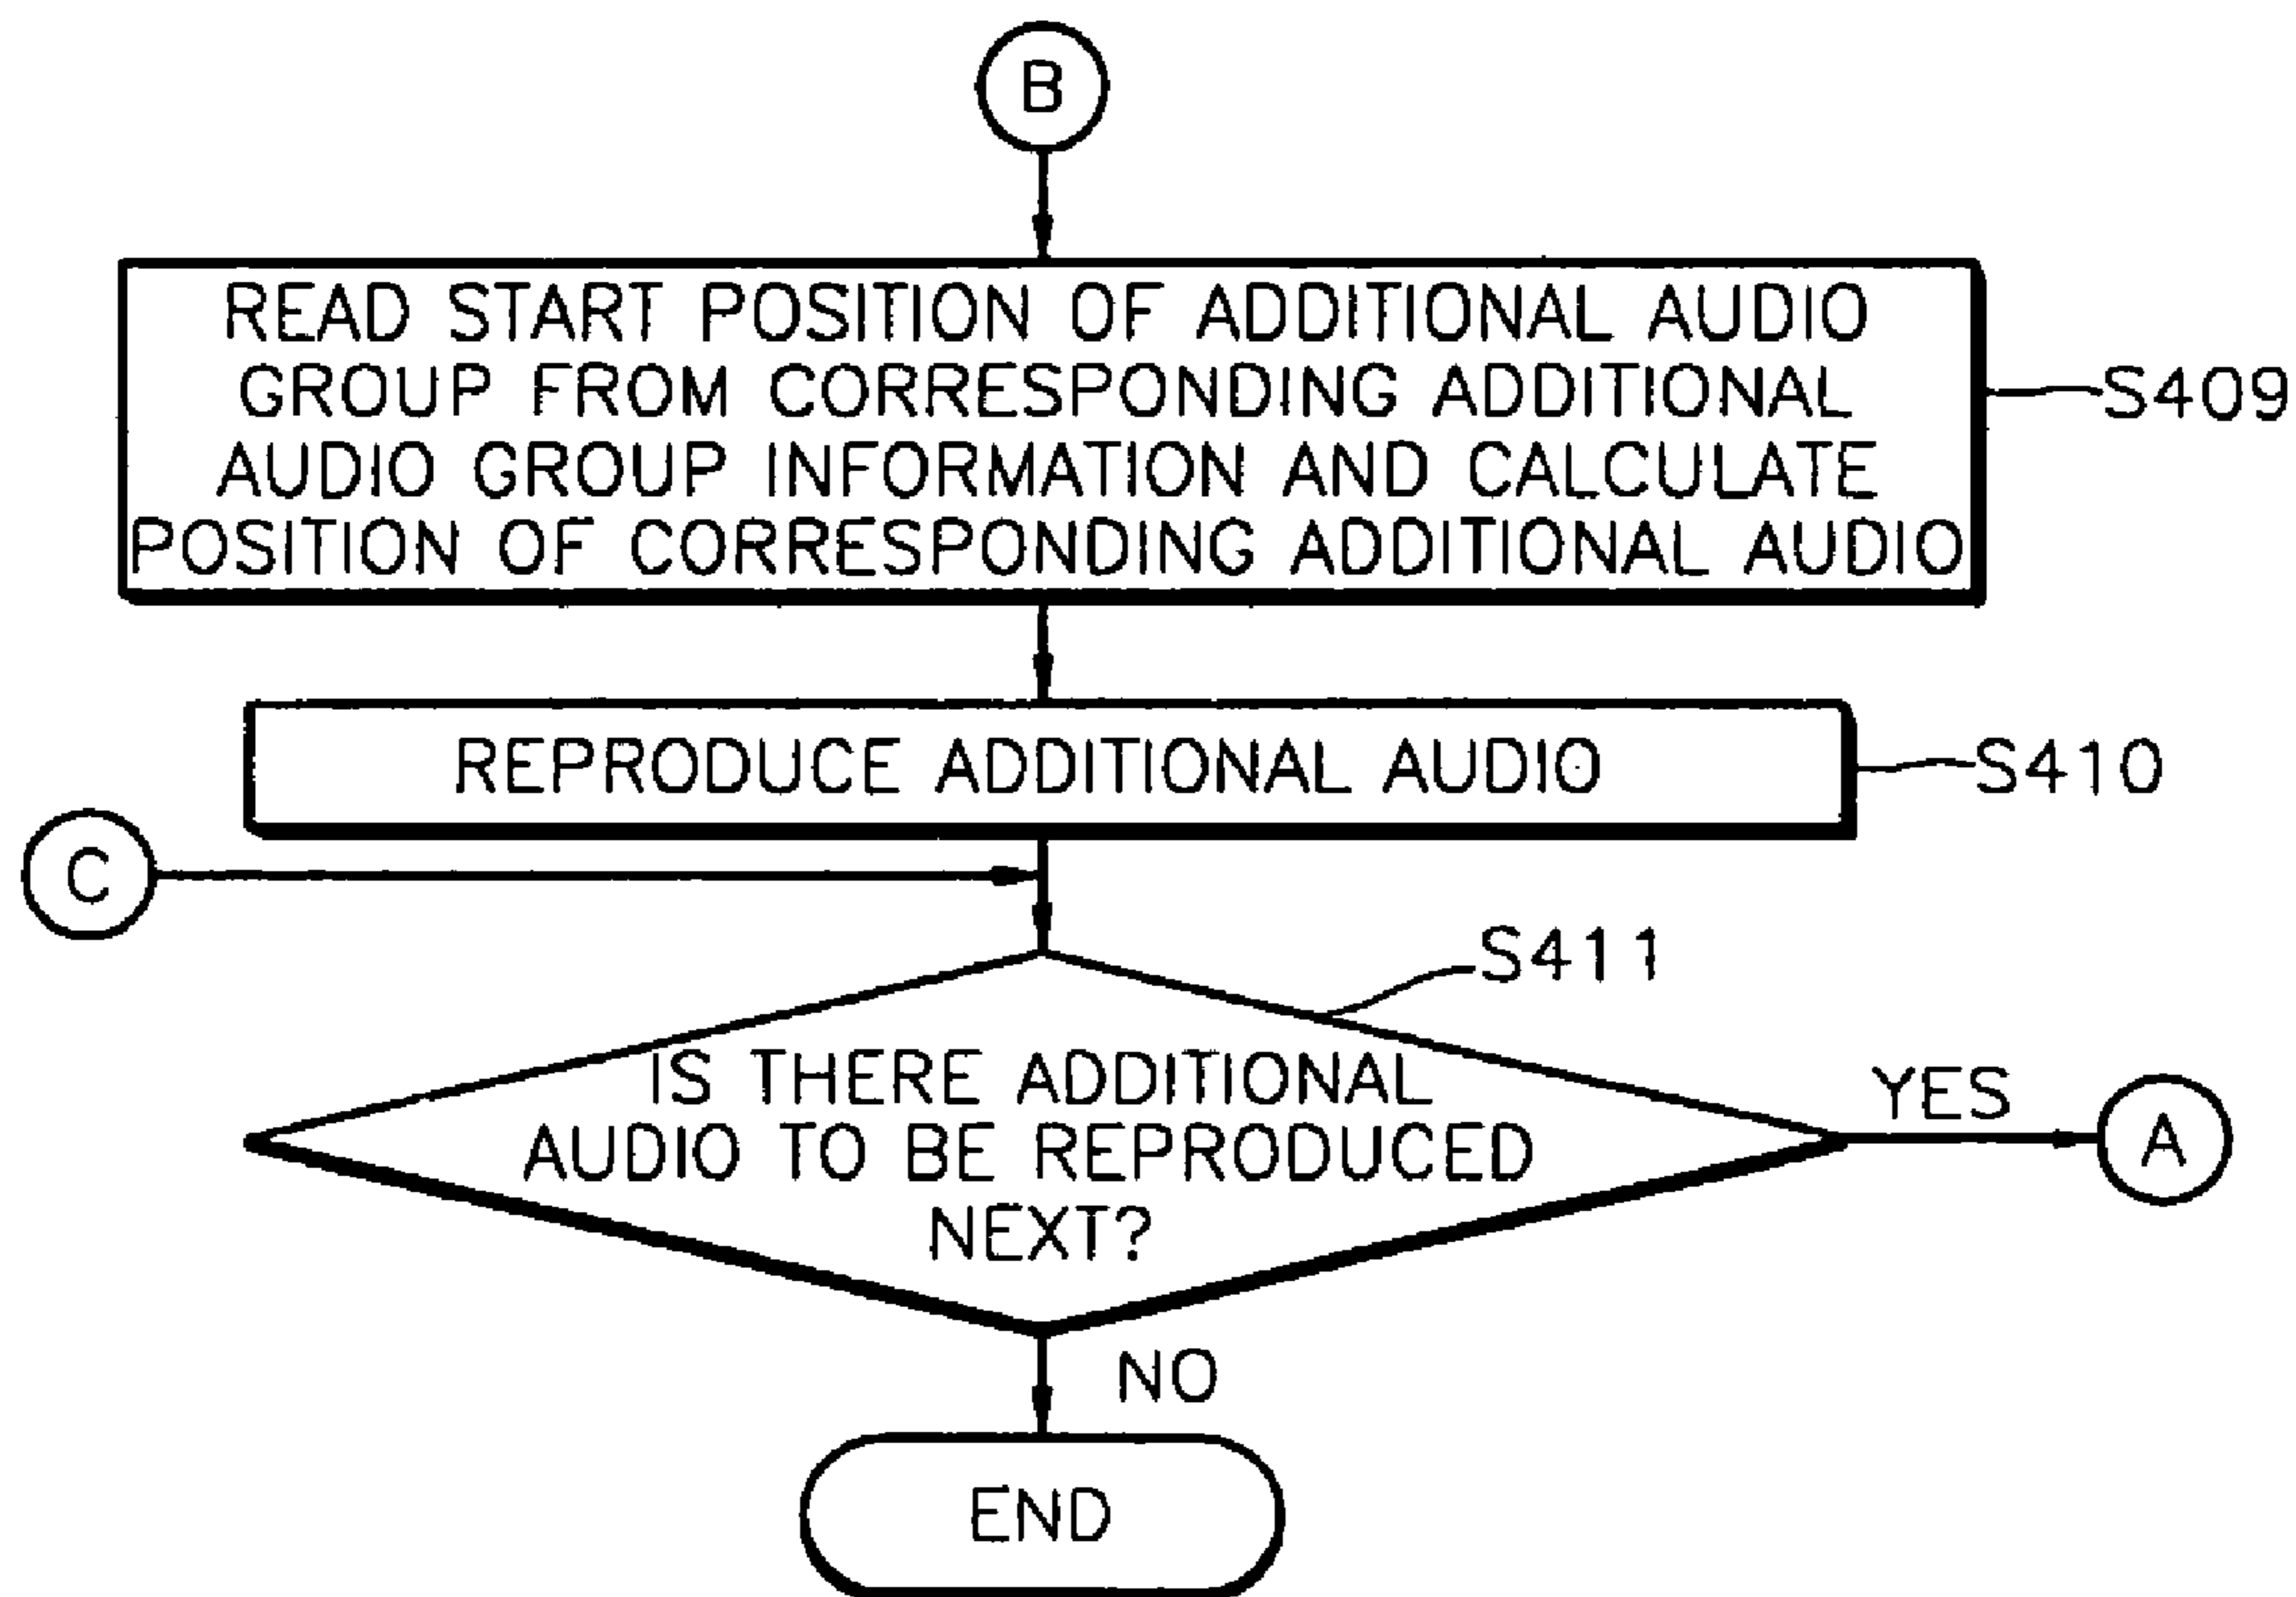 B
READ START POSITION OF ADDITIONAL AUDIO
GROUP FROM CORRESPONDING ADDITIONAL
AUDIO GROUP INFORMATION AND CALCULATE
POSITION OF CORRESPONDING ADDITIONAL AUDIO
S409
REPRODUCE ADDITIONAL AUDIO
S410
C
S411
IS THERE ADDITIONAL
AUDIO TO BE REPRODUCED
NEXT?
YES
A
NO
END